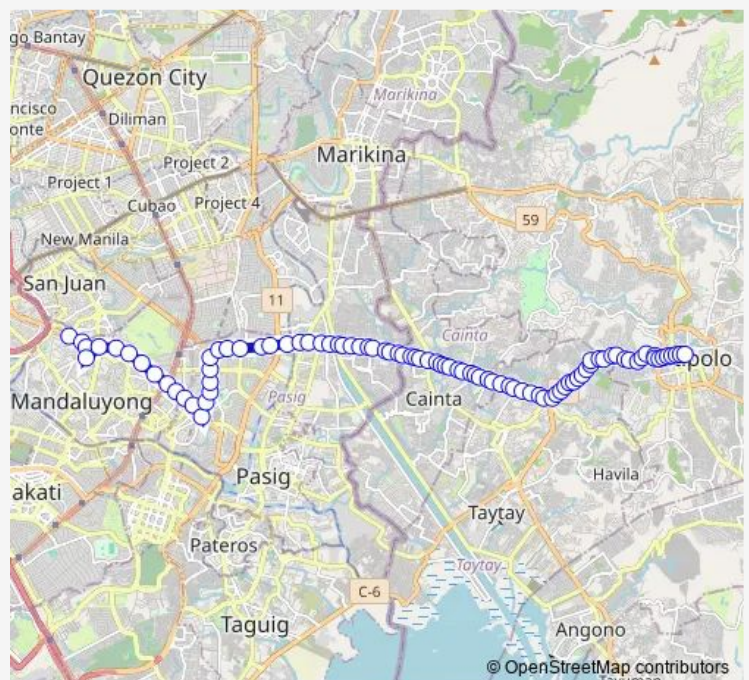 go Bantay
Quezon City
Marikina
ncisco
onte
Diliman
Marikina
Project 2
Project 1
Cubao
Project 4
59
New Manila
San Juan
11
Cainta
polo
Mandaluyong
Pasig
Cainta
Pasig
Havila
akati
Taytay
Pateros
Taytay
C-6
Taguig
Angono
© OpenStreetMap contributors